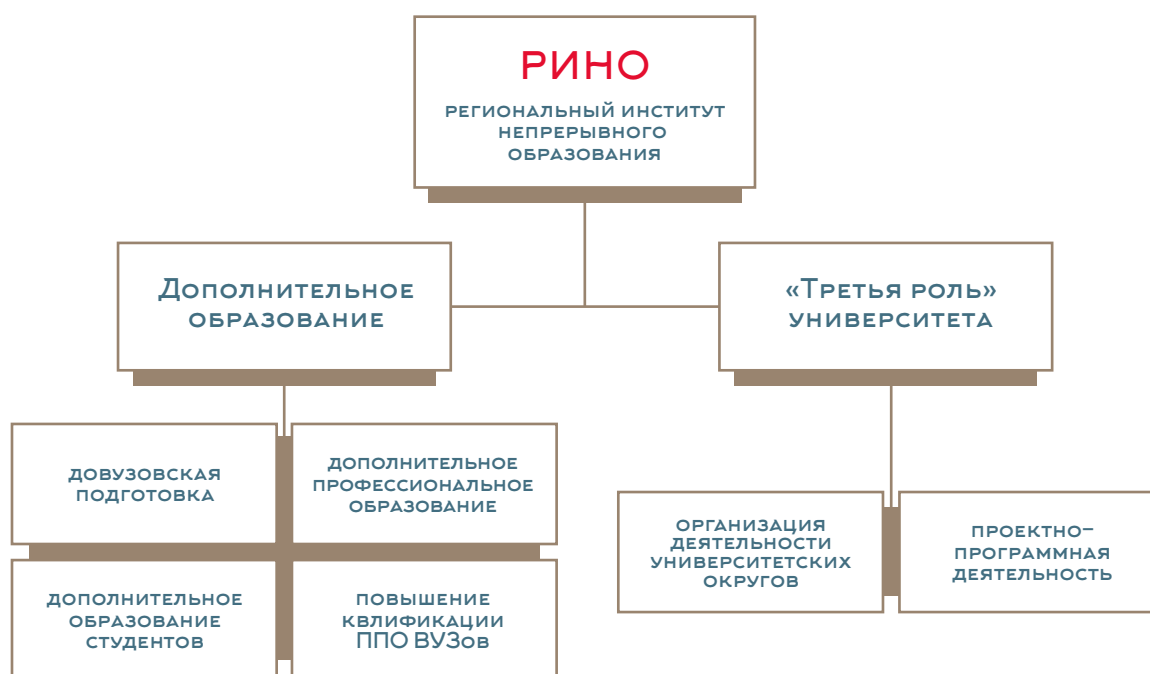 РИНО
РЕГИОНАЛЬНЫЙ ИНСТИТУТ
НЕПРЕРЫВНОГО
ОБРАЗОВАНИЯ
ДОПОЛНИТЕЛЬНОЕ
ОБРАЗОВАНИЕ
«ТРЕТЬЯ РОЛЬ»
УНИВЕРСИТЕТА
ДОВУЗОВСКАЯ
ПОДГОТОВКА
ДОПОЛНИТЕЛЬНОЕ
ПРОФЕССИОНАЛЬНОЕ
ОБРАЗОВАНИЕ
ДОПОЛНИТЕЛЬНОЕ
ОБРАЗОВАНИЕ
СТУДЕНТОВ
ПОВЫШЕНИЕ
КВЛИФИКАЦИИ
ППО ВУЗОВ
ОРГАНИЗАЦИЯ
ДЕЯТЕЛЬНОСТИ
УНИВЕРСИТЕТСКИХ
ОКРУГОВ
ПРОЕКТНО-
ПРОГРАММНАЯ
ДЕЯТЕЛЬНОСТЬ